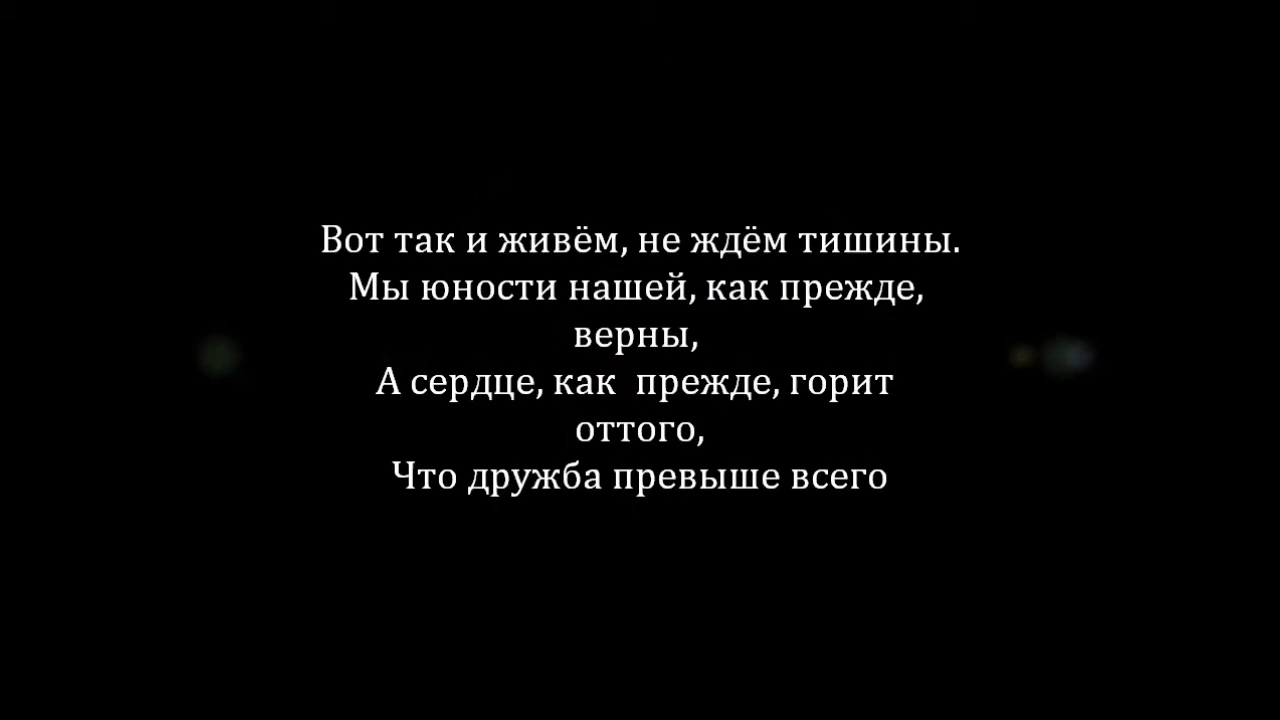 Вот так и живём, не ждём тишины.
Мы юности нашей, как прежде,
верны,
А сердце, как прежде, горит
оттого,
Что дружба превыше всего